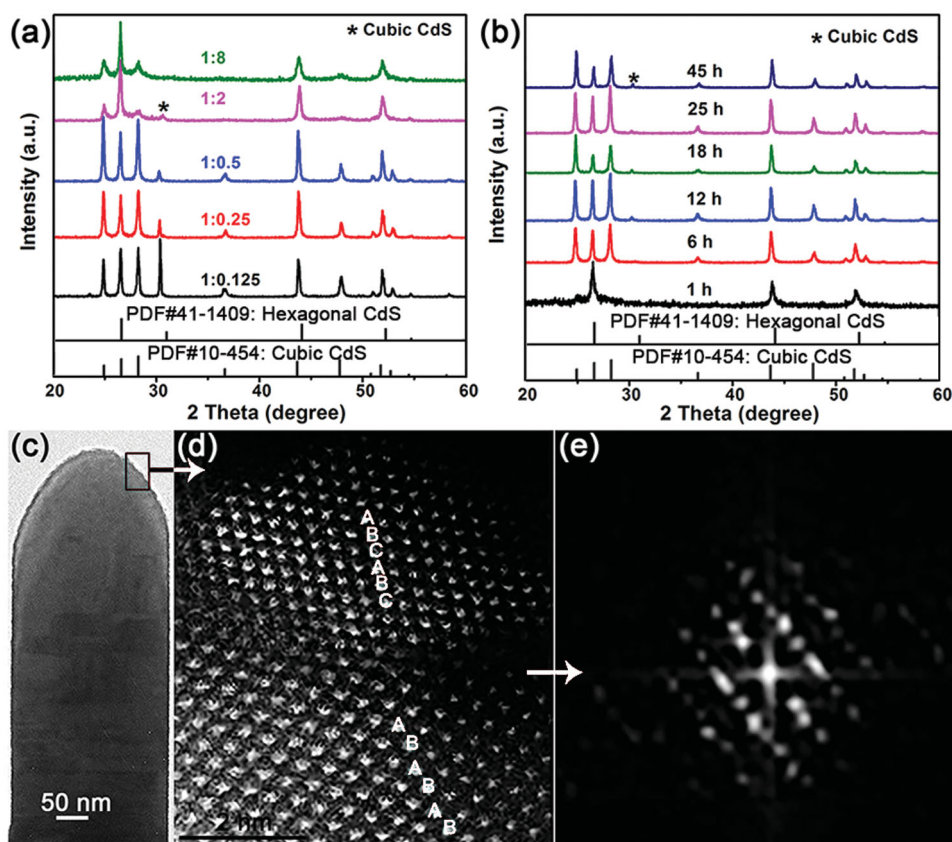 (a)
* Cubic CdS
1:8
1:2
*
1:0.5
1:0.25
1:0.125
PDF#41-1409: Hexagonal CdS
PDF#10-454: Cubic CdS
20 30 40 50 60
2 Theta (degree)
Intensity (a.u.)
(b)
* Cubic CdS
45 h
*
25 h
18 h
12 h
6 h
1 h
PDF#41-1409: Hexagonal CdS
PDF#10-454: Cubic CdS
20 30 40 50 60
2 Theta (degree)
Intensity (a.u.)
(c)
50 nm
(d)
A
B
C
A
B
C
A
B
A
B
A
B
2 nm
(e)